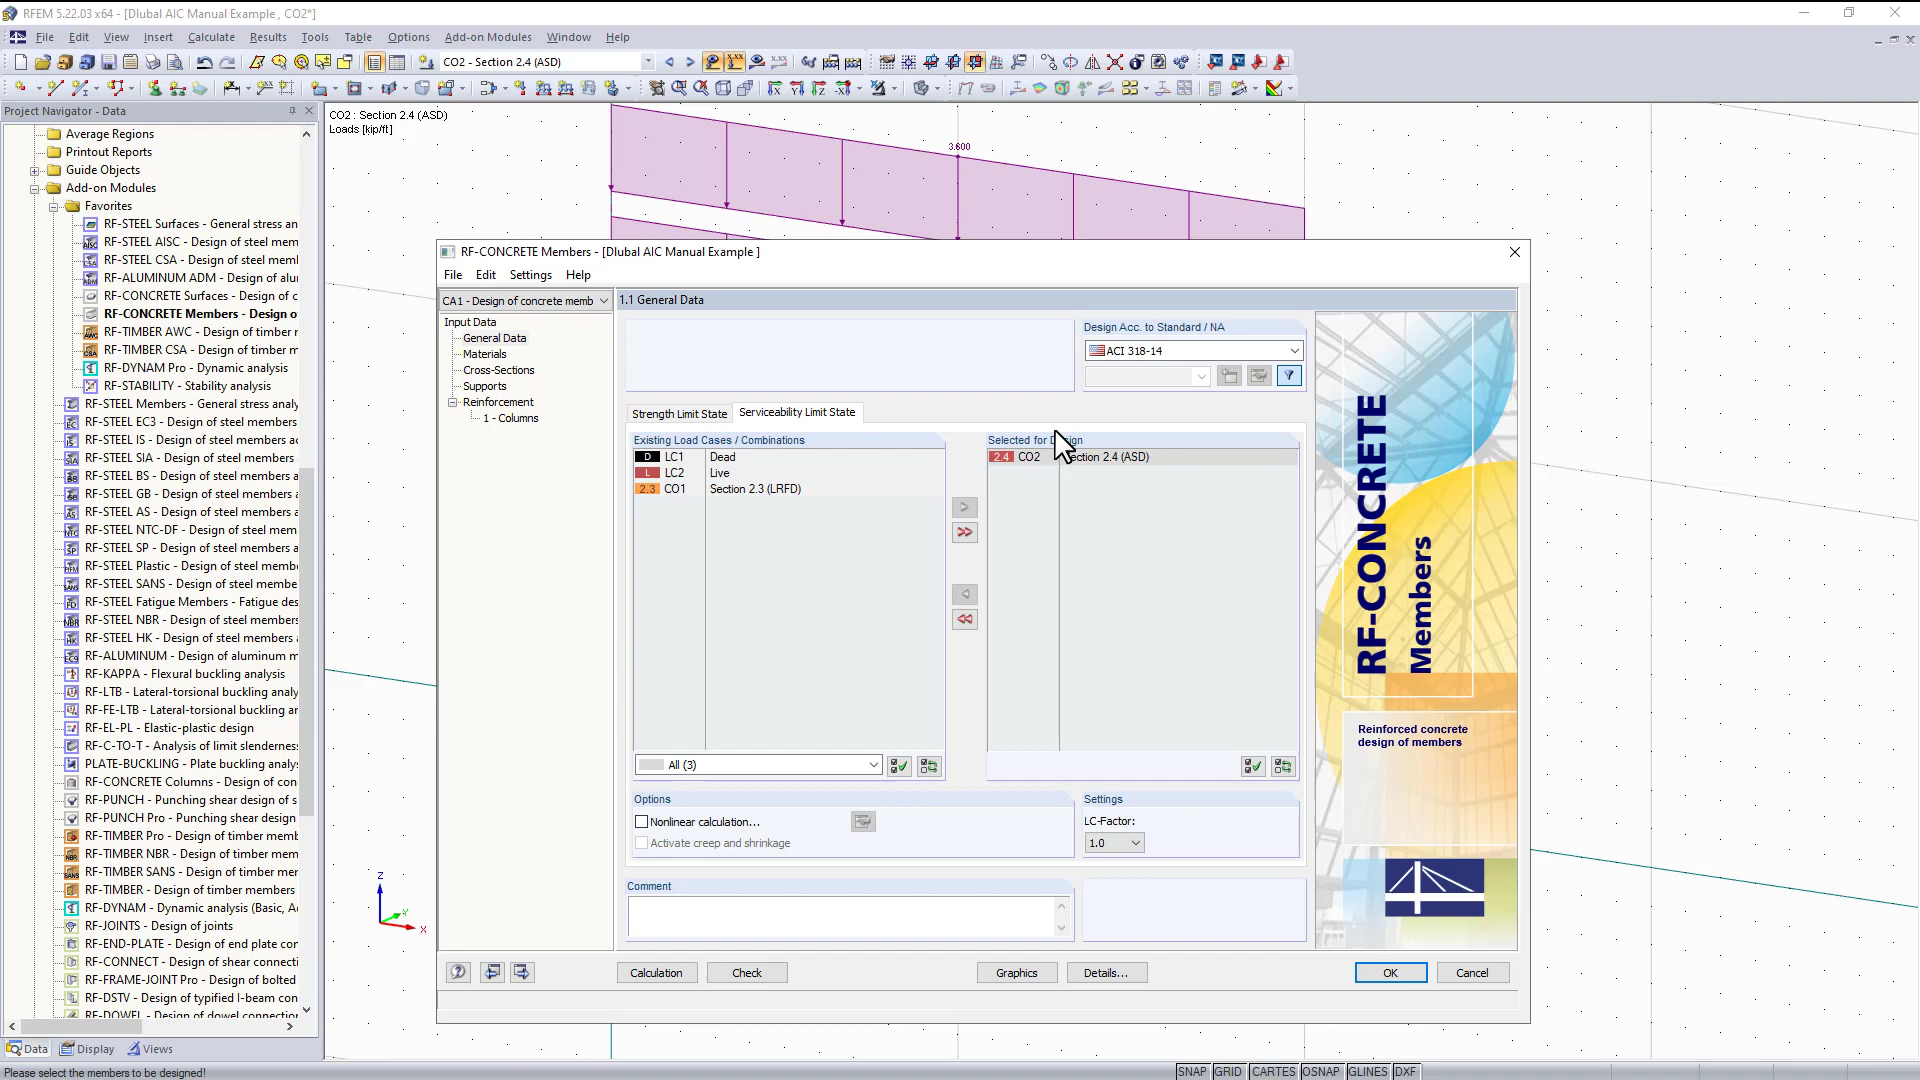 RFEM 5.22.03 x64 - [Dlubal AIC Manual Example , CO2*]
File Edit View Insert Calculate Results Tools Table Options Add-on Modules Window Help
CO2 - Section 2.4 (ASD)
Project Navigator - Data
Average Regions
Printout Reports
Guide Objects
Add-on Modules
Favorites
RF-STEEL Surfaces - General stress an
RF-STEEL AISC - Design of steel mem
RF-STEEL CSA - Design of steel meml
RF-ALUMINUM ADM - Design of alu
RF-CONCRETE Surfaces - Design of c
RF-CONCRETE Members - Design o
RF-TIMBER AWC - Design of timber r
RF-TIMBER CSA - Design of timber m
RF-DYNAM Pro - Dynamic analysis
RF-STABILITY - Stability analysis
RF-STEEL Members - General stress analy
RF-STEEL EC3 - Design of steel members
RF-STEEL IS - Design of steel members ac
RF-STEEL SIA - Design of steel members a
RF-STEEL BS - Design of steel members a
RF-STEEL GB - Design of steel members a
RF-STEEL AS - Design of steel members a
RF-STEEL NTC-DF - Design of steel memb
RF-STEEL SP - Design of steel members a
RF-STEEL Plastic - Design of steel membe
RF-STEEL SANS - Design of steel membe
RF-STEEL Fatigue Members - Fatigue des
RF-STEEL NBR - Design of steel members
RF-STEEL HK - Design of steel members a
RF-ALUMINUM - Design of aluminum m
RF-KAPPA - Flexural buckling analysis
RF-LTB - Lateral-torsional buckling analy
RF-FE-LTB - Lateral-torsional buckling ar
RF-EL-PL - Elastic-plastic design
RF-C-TO-T - Analysis of limit slenderness
PLATE-BUCKLING - Plate buckling analys
RF-CONCRETE Columns - Design of con
RF-PUNCH - Punching shear design of s
RF-PUNCH Pro - Punching shear design
RF-TIMBER Pro - Design of timber memb
RF-TIMBER NBR - Design of timber mem
RF-TIMBER SANS - Design of timber mer
RF-TIMBER - Design of timber members
RF-DYNAM - Dynamic analysis (Basic, Ac
RF-JOINTS - Design of joints
RF-END-PLATE - Design of end plate con
RF-CONNECT - Design of shear connecti
RF-FRAME-JOINT Pro - Design of bolted
RF-DSTV - Design of typified I-beam con
RF-DOWEL - Design of dowel connection
Data Display Views
Please select the members to be designed!
CO2 : Section 2.4 (ASD)
Loads [kip/ft]
3.600
Z
Y
X
RF-CONCRETE Members - [Dlubal AIC Manual Example ]
File Edit Settings Help
CA1 - Design of concrete memb
Input Data
General Data
Materials
Cross-Sections
Supports
Reinforcement
1 - Columns
1.1 General Data
Design Acc. to Standard / NA
ACI 318-14
Strength Limit State Serviceability Limit State
Existing Load Cases / Combinations
D LC1 Dead
L LC2 Live
2.3 CO1 Section 2.3 (LRFD)
All (3)
Selected for Design
2.4 CO2 Section 2.4 (ASD)
Options
Nonlinear calculation...
Activate creep and shrinkage
Settings
LC-Factor:
1.0
Comment
RF-CONCRETE
Members
Reinforced concrete
design of members
Calculation Check Graphics Details... OK Cancel
SNAP GRID CARTES OSNAP GLINES DXF